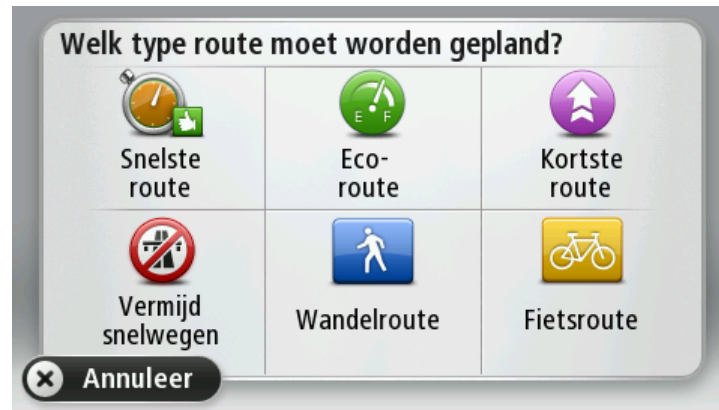 Welk type route moet worden gepland?
Snelste
route
Eco-
route
Kortste
route
Vermijd
snelwegen
Wandelroute
Fietsroute
Annuleer
E F